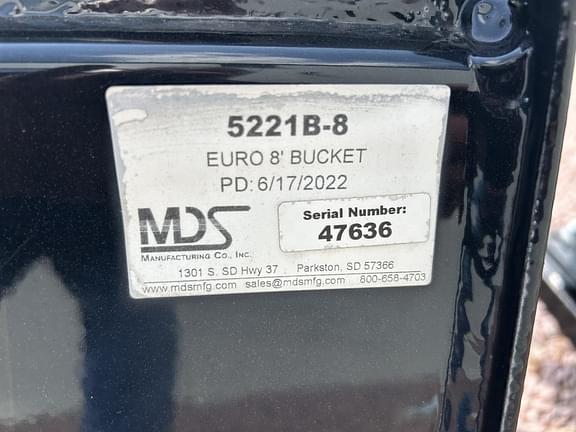 5221B-8
EURO 8' BUCKET
PD: 6/17/2022
MDS
MANUFACTURING CO., INC.
Serial Number:
47636
1301 S. SD Hwy 37 Parkston, SD 57366
www.mdsmfg.com sales@mdsmfg.com 800-658-4703